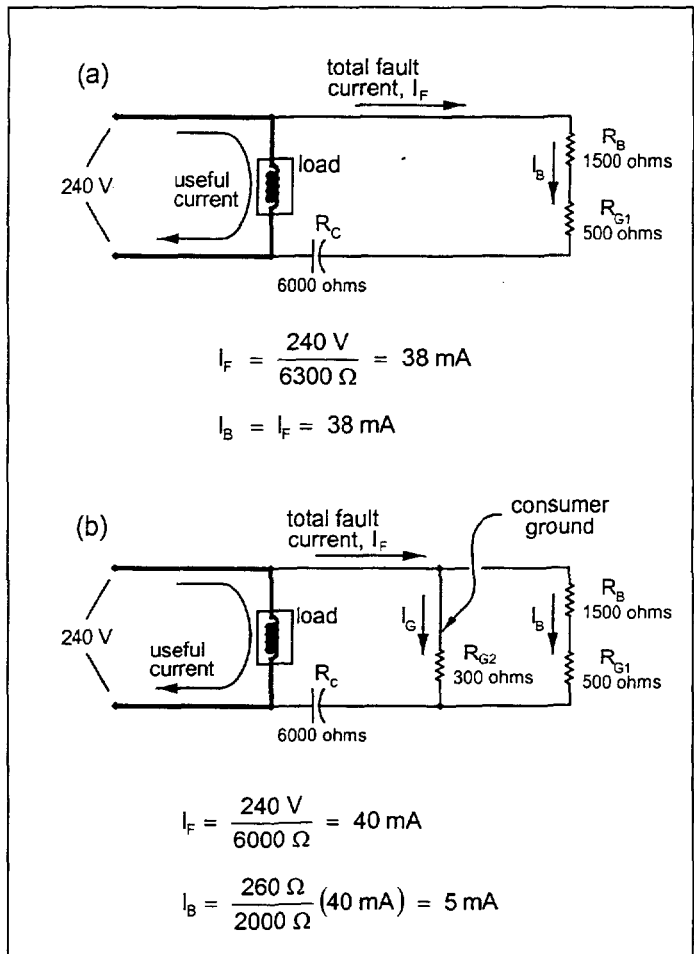 (a)
total fault
current, I_F
240 V
useful
current
load
R_C
6000 ohms
I_B
R_B
1500 ohms
R_G1
500 ohms
I_F = 240 V / 6300 Ω = 38 mA
I_B = I_F = 38 mA
(b)
total fault
current, I_F
consumer
ground
240 V
useful
current
load
R_c
6000 ohms
I_G
R_G2
300 ohms
I_B
R_B
1500 ohms
R_G1
500 ohms
I_F = 240 V / 6000 Ω = 40 mA
I_B = 260 Ω / 2000 Ω (40 mA) = 5 mA